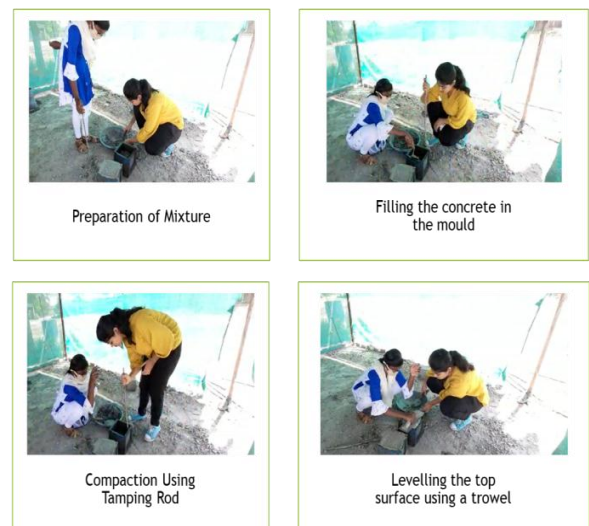 Preparation of Mixture
Filling the concrete in
the mould
Compaction Using
Tamping Rod
Levelling the top
surface using a trowel